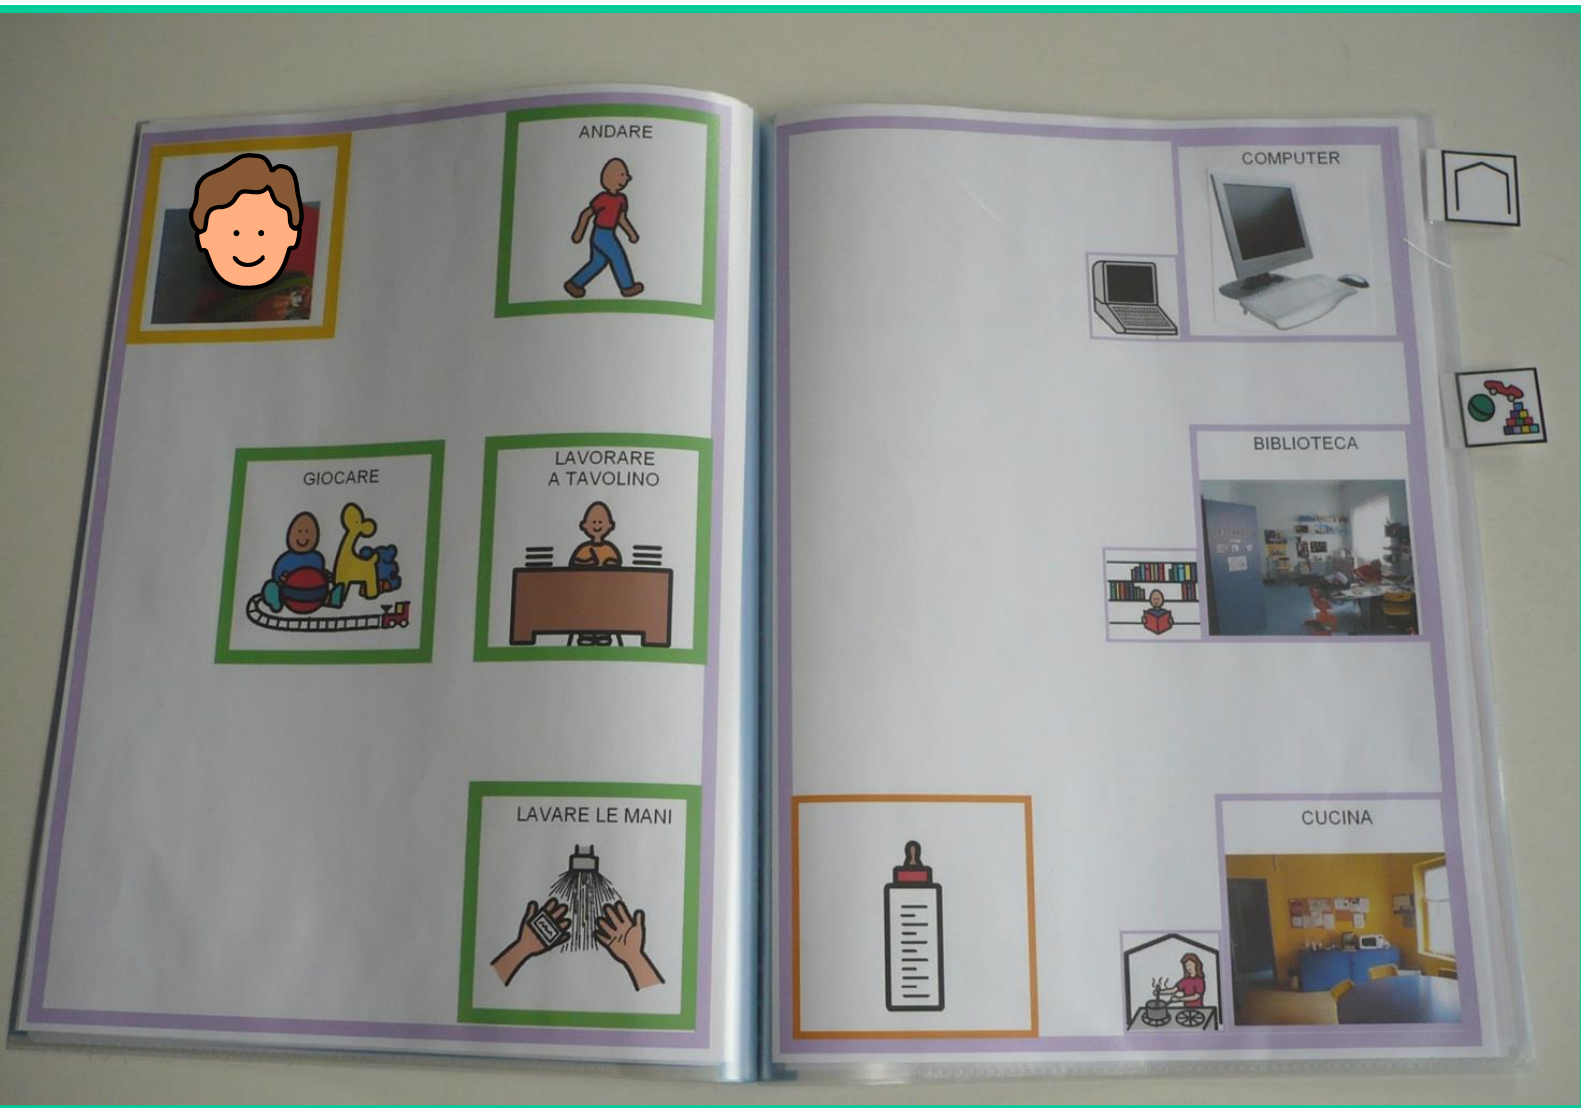 ANDARE
GIOCARE
LAVORARE
A TAVOLINO
LAVARE LE MANI
COMPUTER
BIBLIOTECA
CUCINA